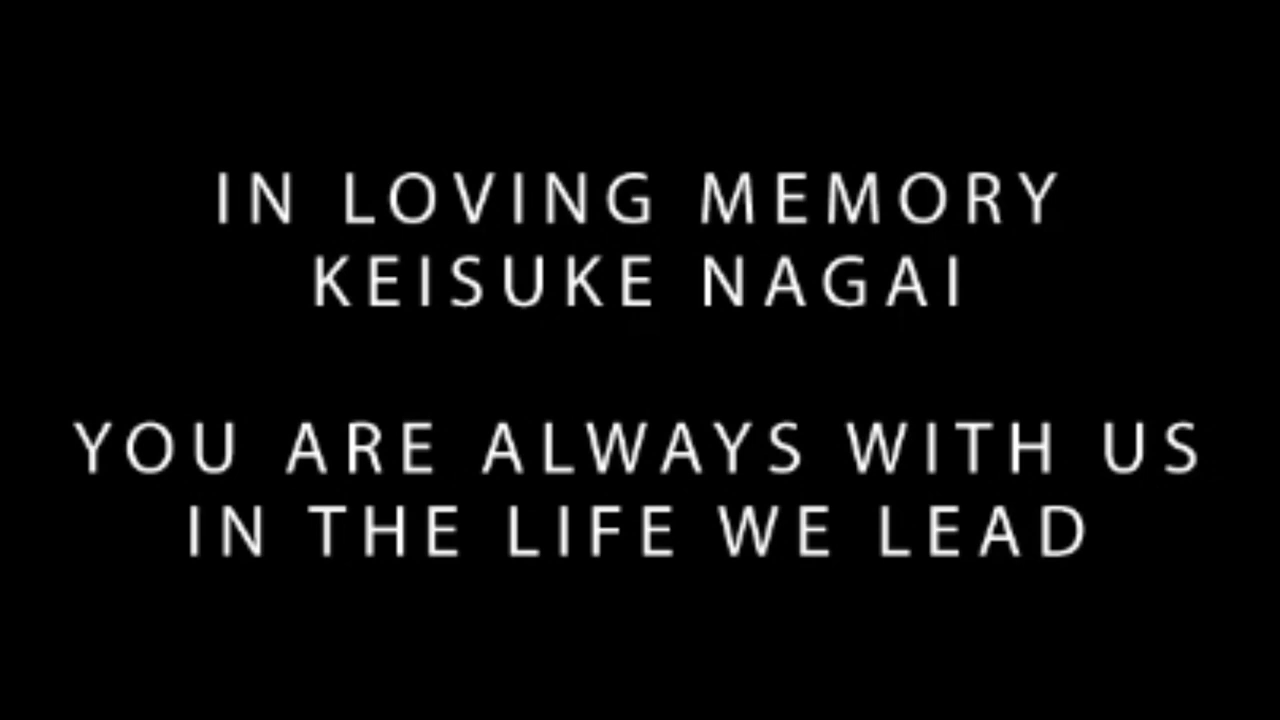 IN LOVING MEMORY
KEISUKE NAGAI
YOU ARE ALWAYS WITH US
IN THE LIFE WE LEAD